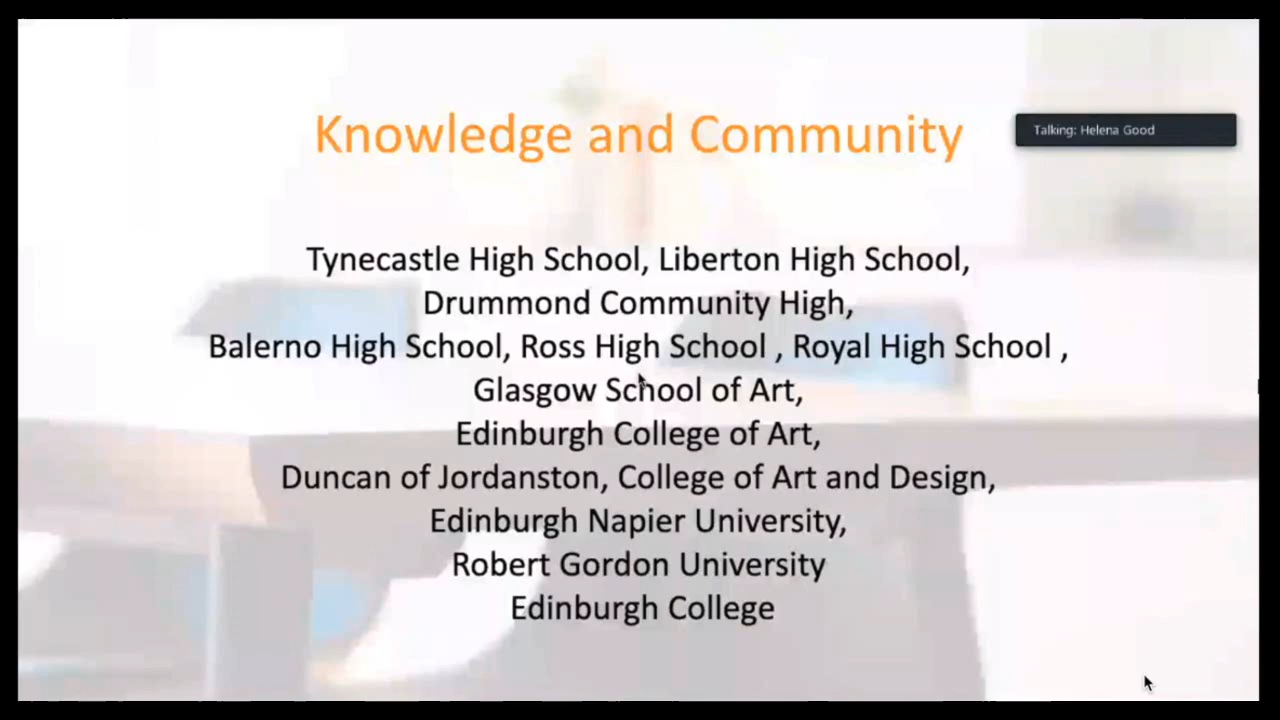 Knowledge and Community
Talking: Helena Good
Tynecastle High School, Liberton High School,
Drummond Community High,
Balerno High School, Ross High School , Royal High School ,
Glasgow School of Art,
Edinburgh College of Art,
Duncan of Jordanston, College of Art and Design,
Edinburgh Napier University,
Robert Gordon University
Edinburgh College